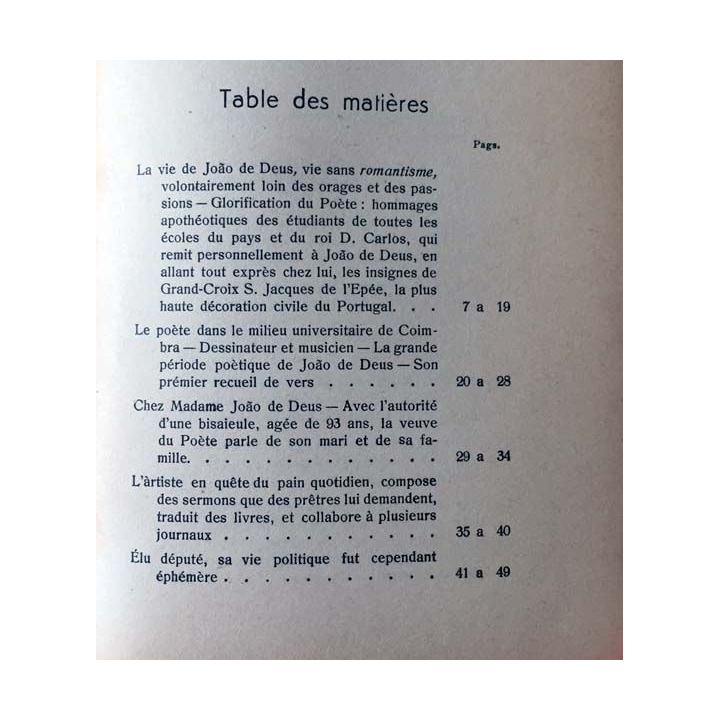 Table des matières
Pags.
La vie de João de Deus, vie sans romantisme,
volontairement loin des orages et des pas-
sions — Glorification du Poète : hommages
apothéotiques des étudiants de toutes les
écoles du pays et du roi D. Carlos, qui
remit personnellement à João de Deus, en
allant tout exprès chez lui, les insignes de
Grand-Croix S. Jacques de l'Epée, la plus
haute décoration civile du Portugal. . . 7 a 19
Le poète dans le milieu universitaire de Coim-
bra — Dessinateur et musicien — La grande
période poètique de João de Deus — Son
prémier recueil de vers . . . . . . 20 a 28
Chez Madame João de Deus — Avec l'autorité
d'une bisaieule, agée de 93 ans, la veuve
du Poète parle de son mari et de sa fa-
mille. . . . . . . . . . . . . 29 a 34
L'àrtiste en quête du pain quotidien, compose
des sermons que des prêtres lui demandent,
traduit des livres, et collabore à plusieurs
journaux . . . . . . . . . . . 35 a 40
Élu député, sa vie politique fut cependant
éphémère . . . . . . . . . . . 41 a 49